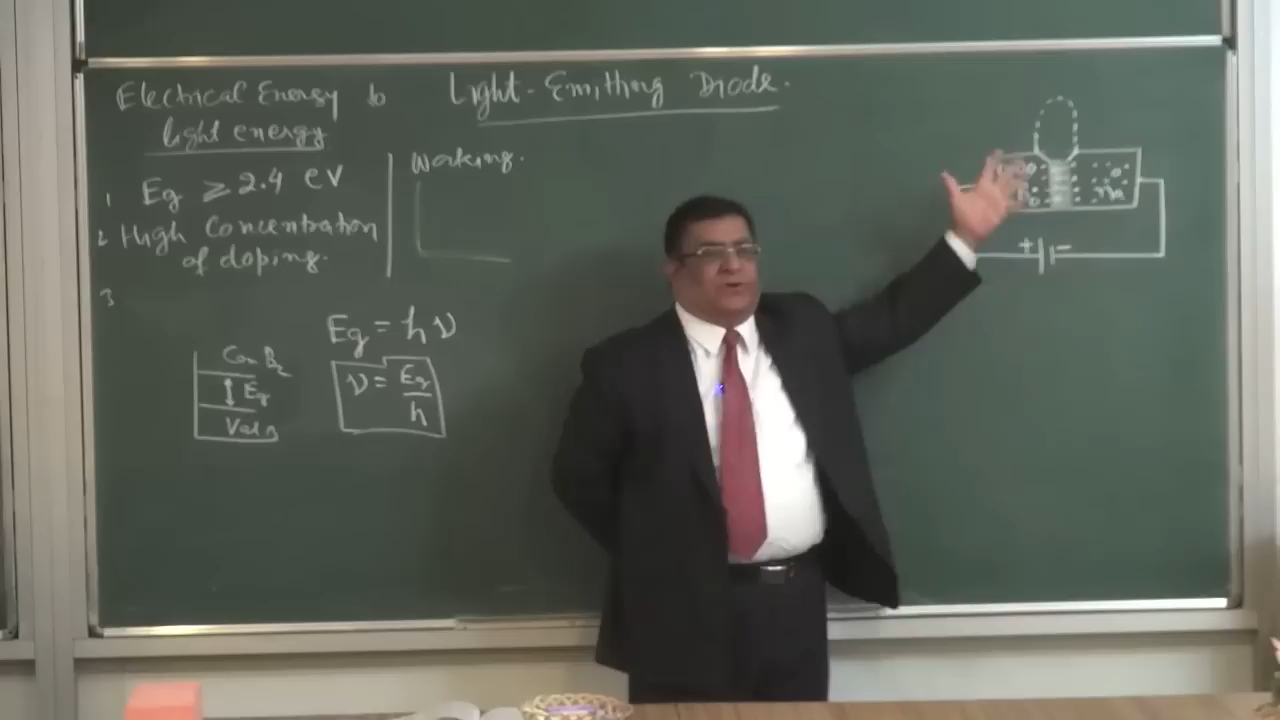 Light-Emitting Diode.
Electrical Energy to
light energy
1 Eg ≥ 2.4 eV
2 High Concentration
of doping.
3
Working.
Eg = hν
ν = Eg/h
Con B
Eg
Val
+ −